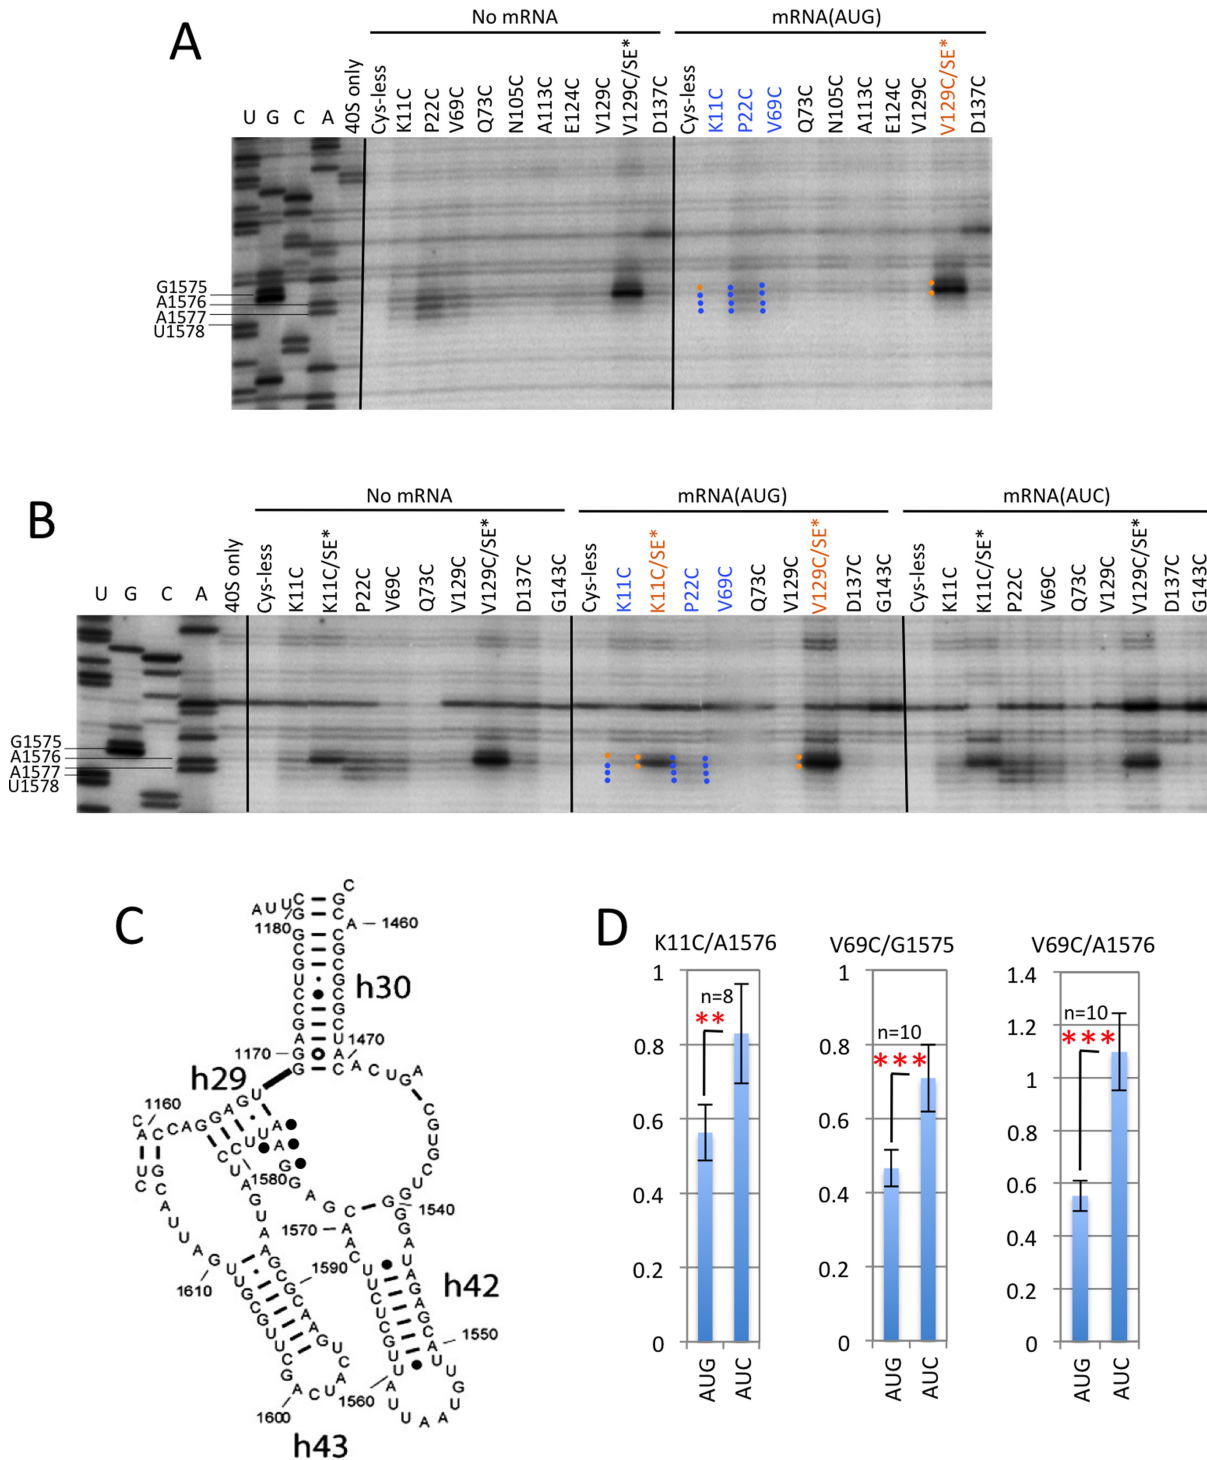 A
No mRNA
mRNA(AUG)
U G C A 40S only Cys-less K11C P22C V69C Q73C N105C A113C E124C V129C V129C/SE* D137C Cys-less K11C P22C V69C Q73C N105C A113C E124C V129C V129C/SE* D137C
G1575
A1576
A1577
U1578
B
No mRNA
mRNA(AUG)
mRNA(AUC)
U G C A 40S only Cys-less K11C K11C/SE* P22C V69C Q73C V129C V129C/SE* D137C G143C Cys-less K11C K11C/SE* P22C V69C Q73C V129C V129C/SE* D137C G143C Cys-less K11C K11C/SE* P22C V69C Q73C V129C V129C/SE* D137C G143C
G1575
A1576
A1577
U1578
C
1180
1460
h30
1170
1470
h29
1160
1580
1540
1570
1590
h42
1610
1550
1560
1600
h43
D
K11C/A1576
1
0.8
0.6
0.4
0.2
0
n=8
**
AUG
AUC
V69C/G1575
1
0.8
0.6
0.4
0.2
0
n=10
***
AUG
AUC
V69C/A1576
1.4
1.2
1
0.8
0.6
0.4
0.2
0
n=10
***
AUG
AUC